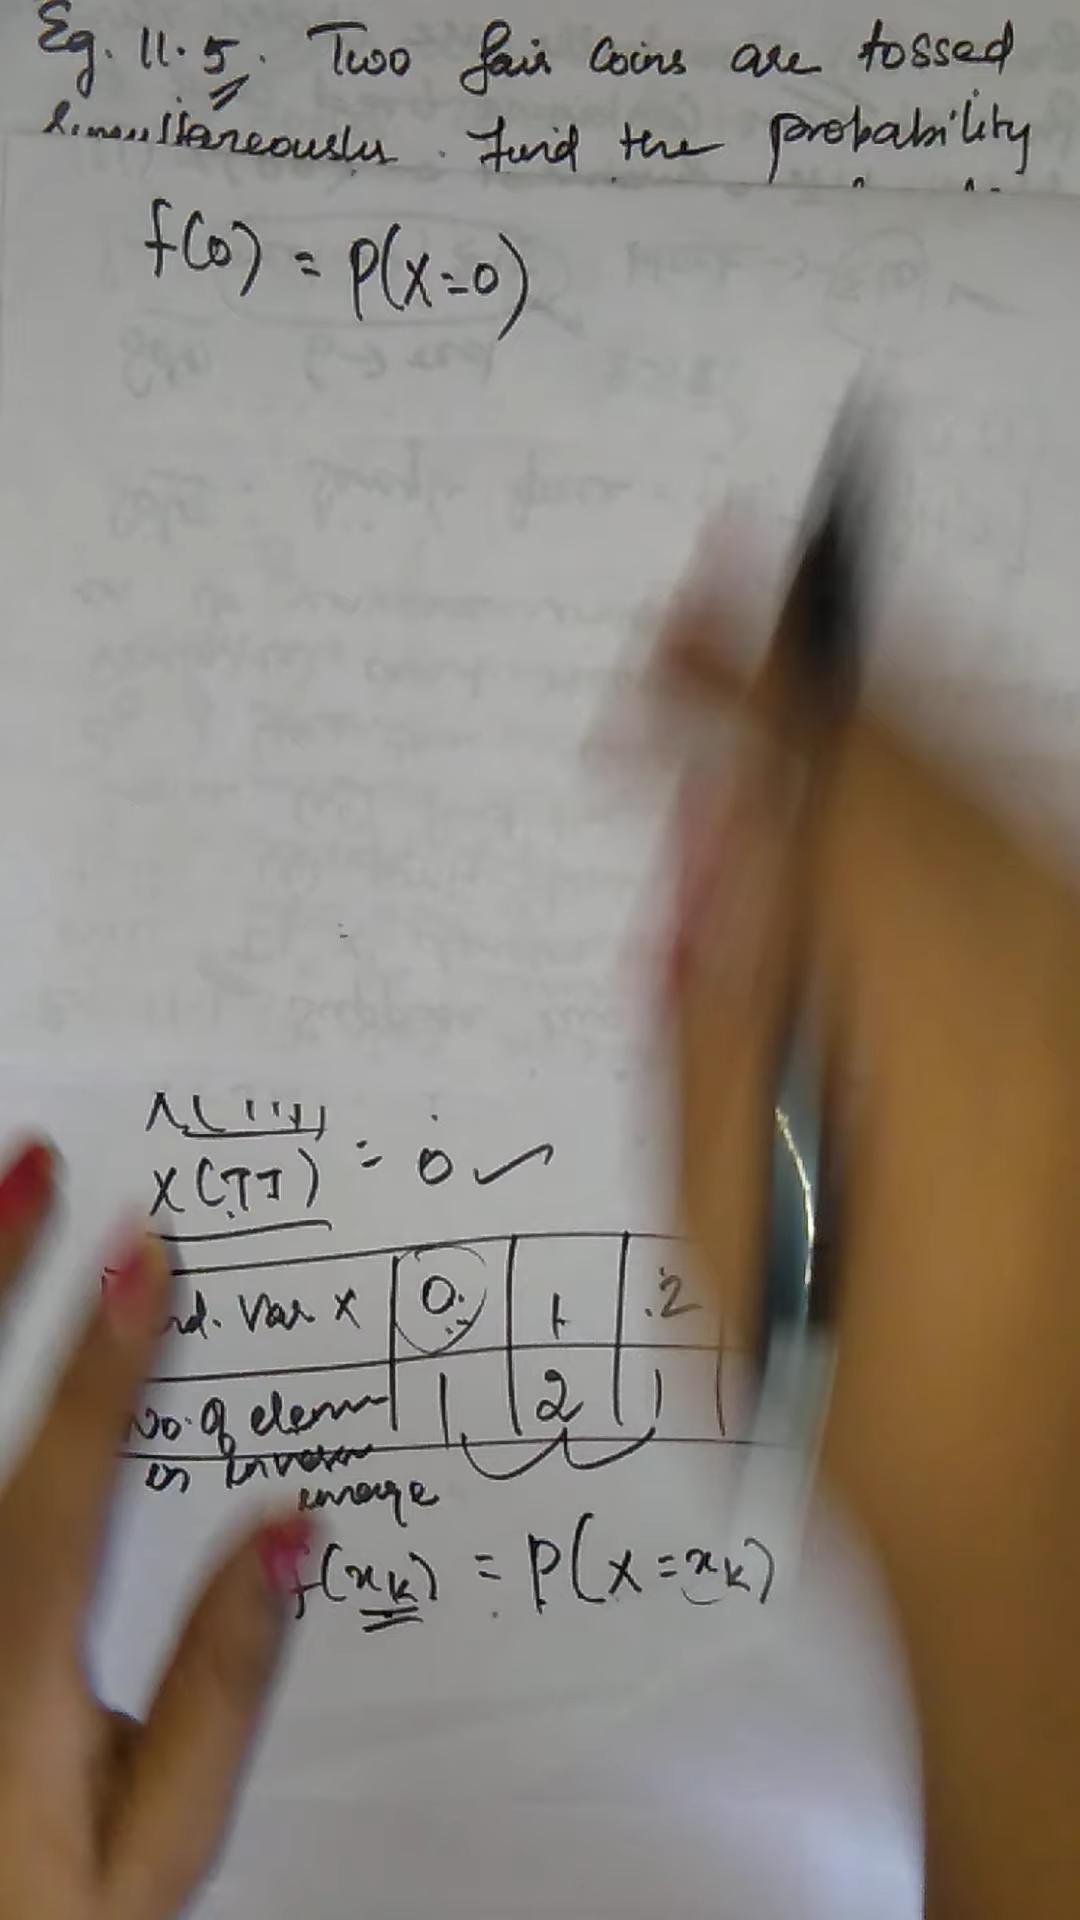 Eg. 11.5. Two fair coins are tossed
simultaneously. Find the probability
f(0) = P(X=0)
X(TT) = 0 ✓
rd. Var X 0 1 .2
No. of elem 1 2 1
in inverse
image
f(xₖ) = P(X=xₖ)